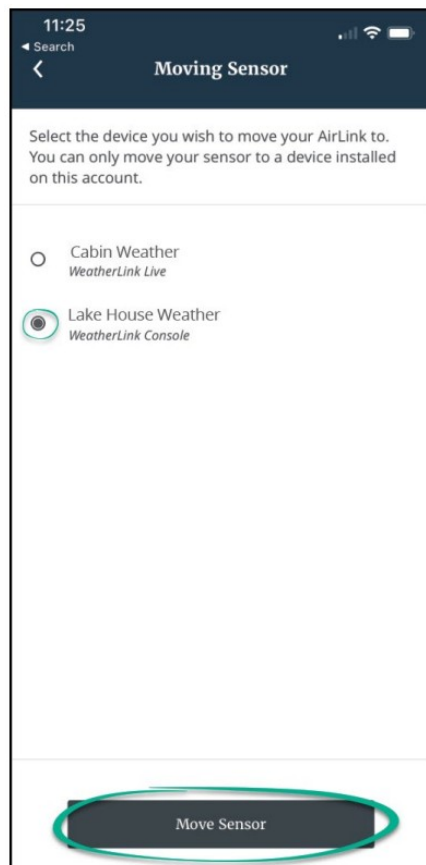 11:25
◄ Search
Moving Sensor
Select the device you wish to move your AirLink to.
You can only move your sensor to a device installed
on this account.
Cabin Weather
WeatherLink Live
Lake House Weather
WeatherLink Console
Move Sensor